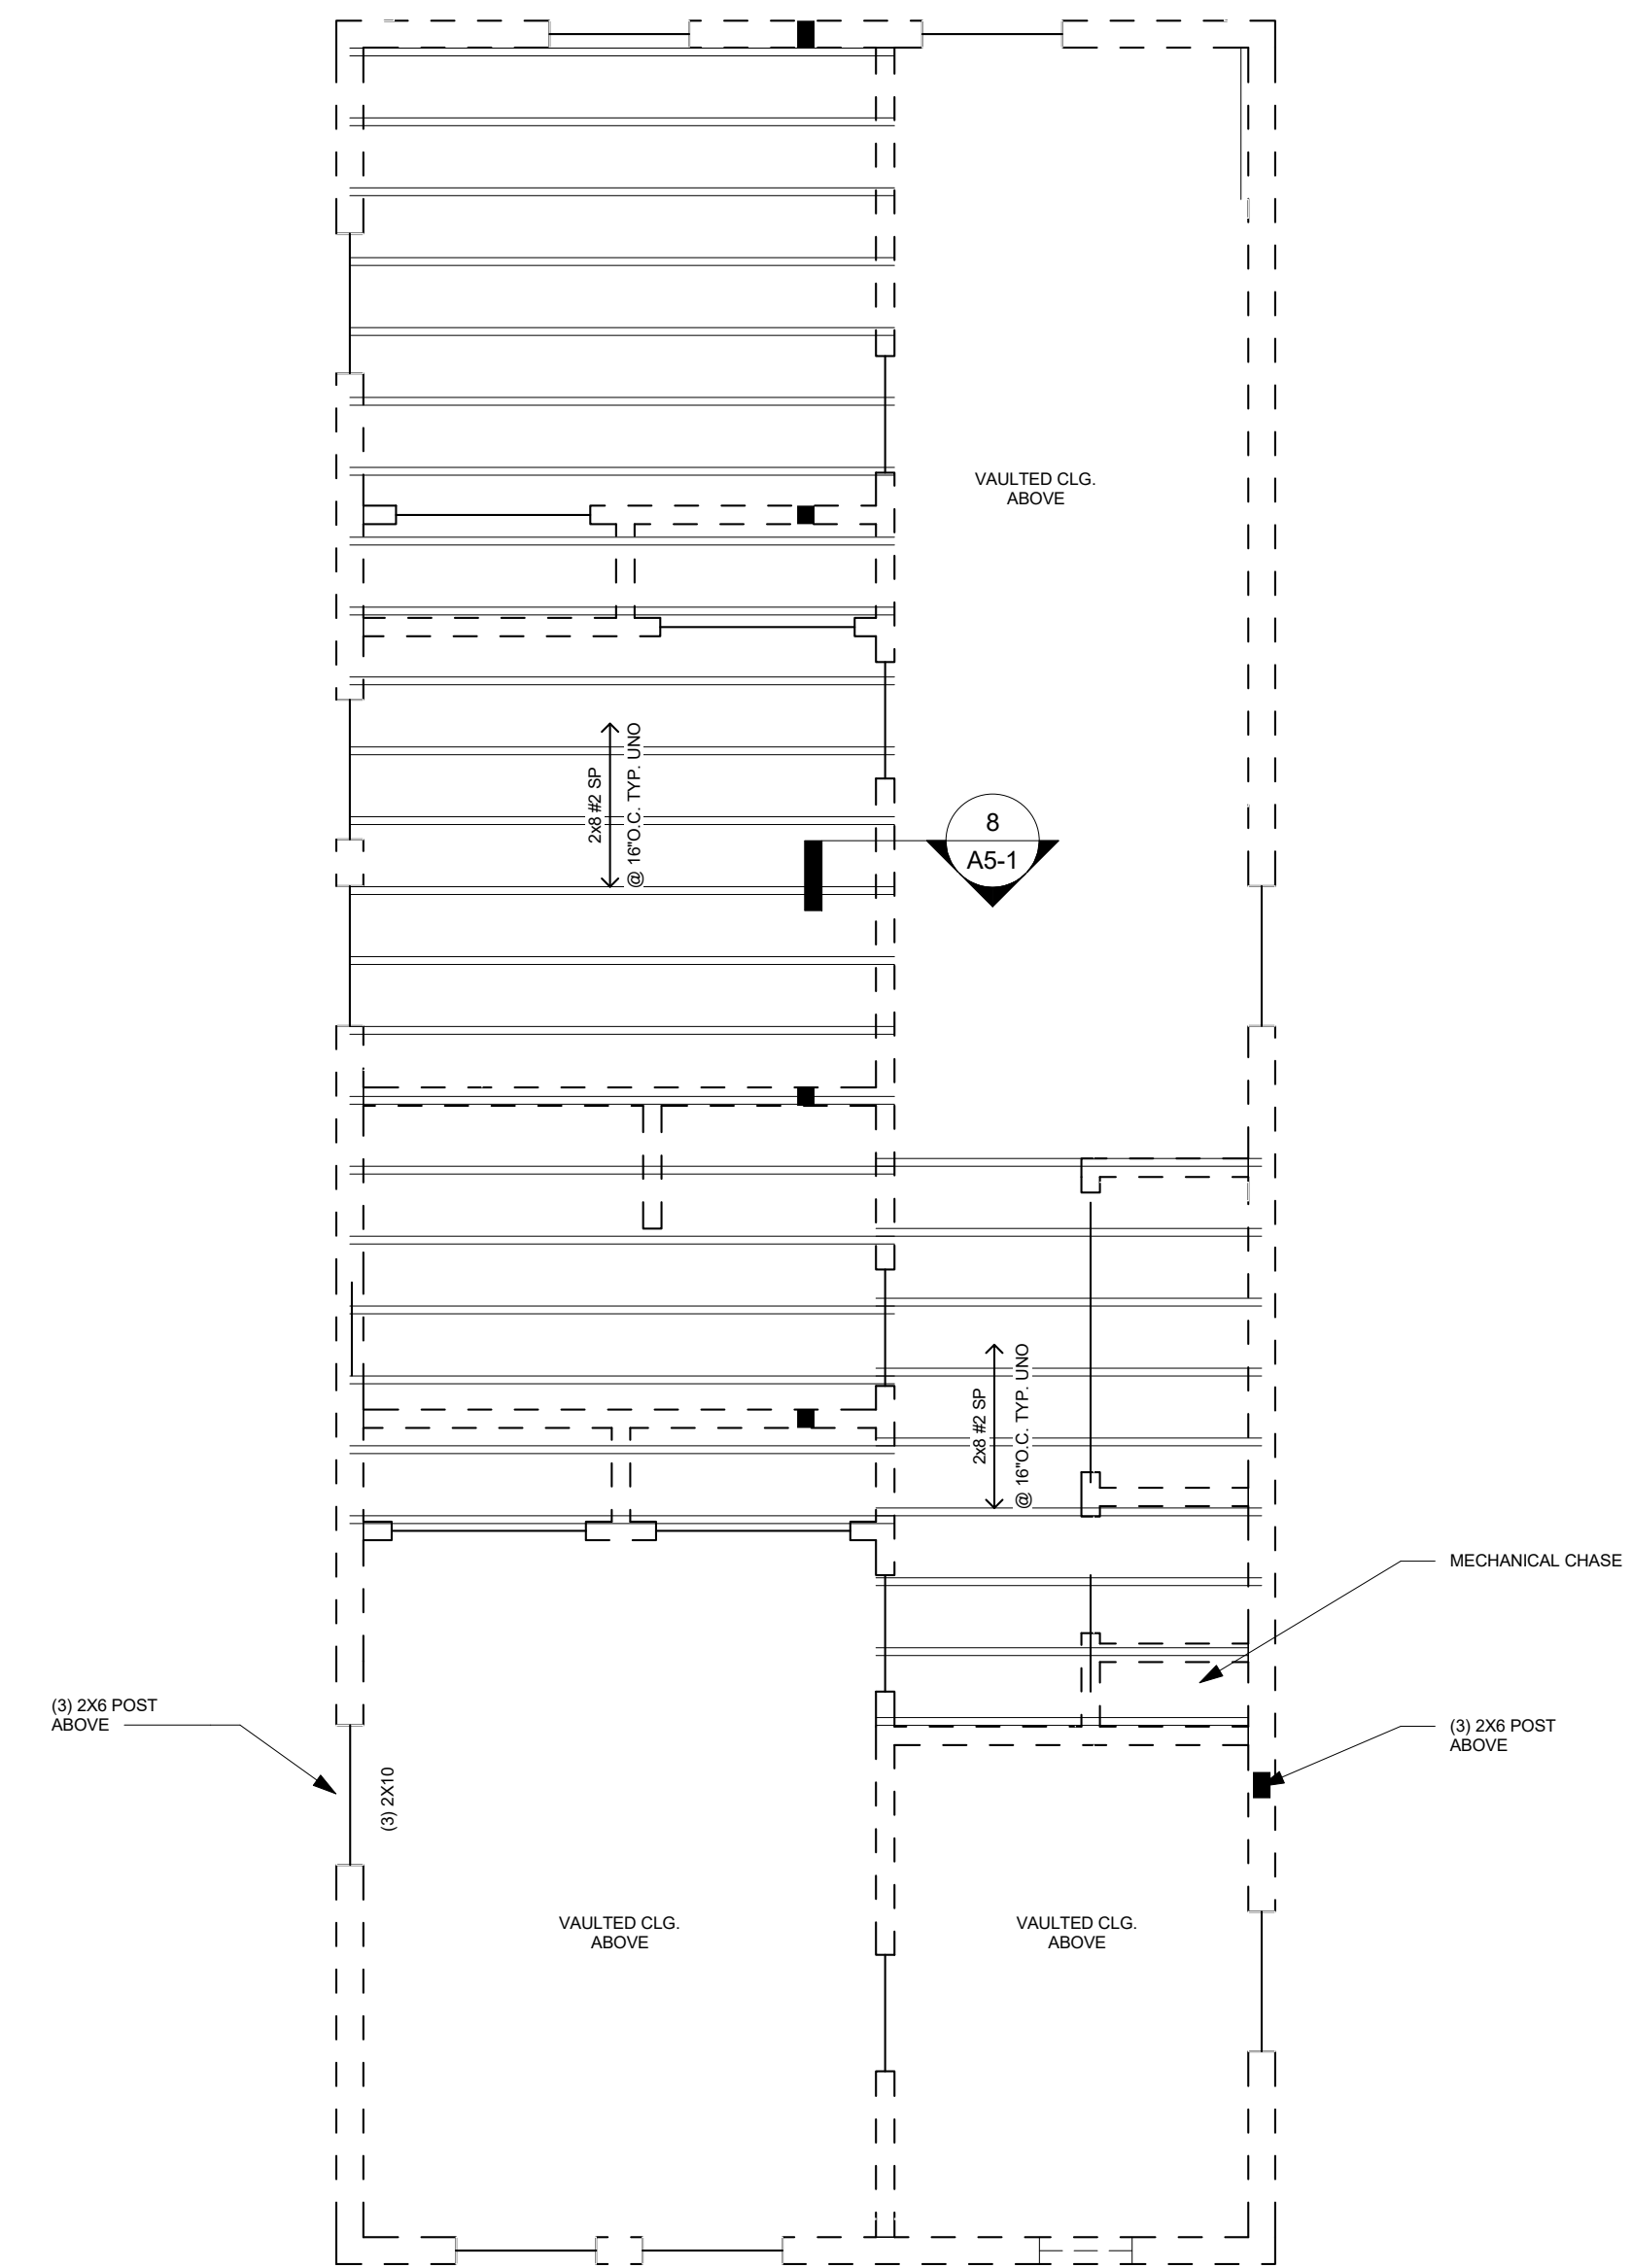 VAULTED CLG.
ABOVE
2x8 #2 SP
@ 16"O.C. TYP. UNO
8
A5-1
2x8 #2 SP
@ 16"O.C. TYP. UNO
MECHANICAL CHASE
(3) 2X6 POST
ABOVE
(3) 2X10
(3) 2X6 POST
ABOVE
VAULTED CLG.
ABOVE
VAULTED CLG.
ABOVE